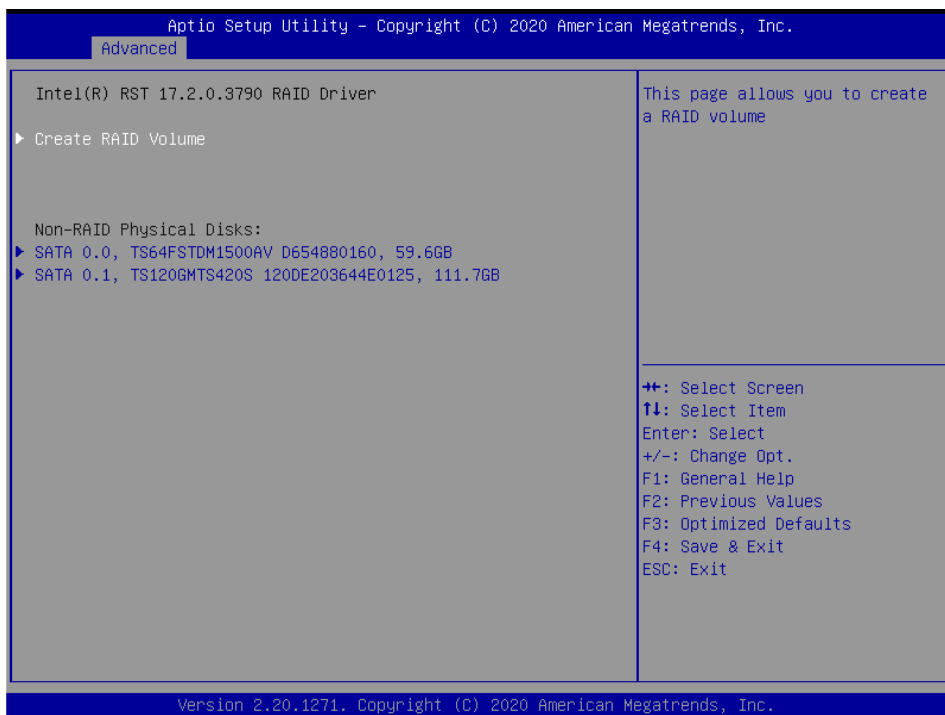 Aptio Setup Utility – Copyright (C) 2020 American Megatrends, Inc.
Advanced
Intel(R) RST 17.2.0.3790 RAID Driver
Create RAID Volume
Non-RAID Physical Disks:
SATA 0.0, TS64FSTDM1500AV D654880160, 59.6GB
SATA 0.1, TS120GMTS420S 120DE203644E0125, 111.7GB
This page allows you to create
a RAID volume
→←: Select Screen
↑↓: Select Item
Enter: Select
+/-: Change Opt.
F1: General Help
F2: Previous Values
F3: Optimized Defaults
F4: Save & Exit
ESC: Exit
Version 2.20.1271. Copyright (C) 2020 American Megatrends, Inc.